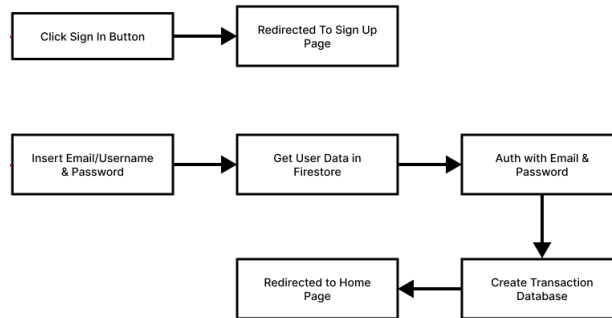 Click Sign In Button
Redirected To Sign Up
Page
Insert Email/Username
& Password
Get User Data in
Firestore
Auth with Email &
Password
Redirected to Home
Page
Create Transaction
Database